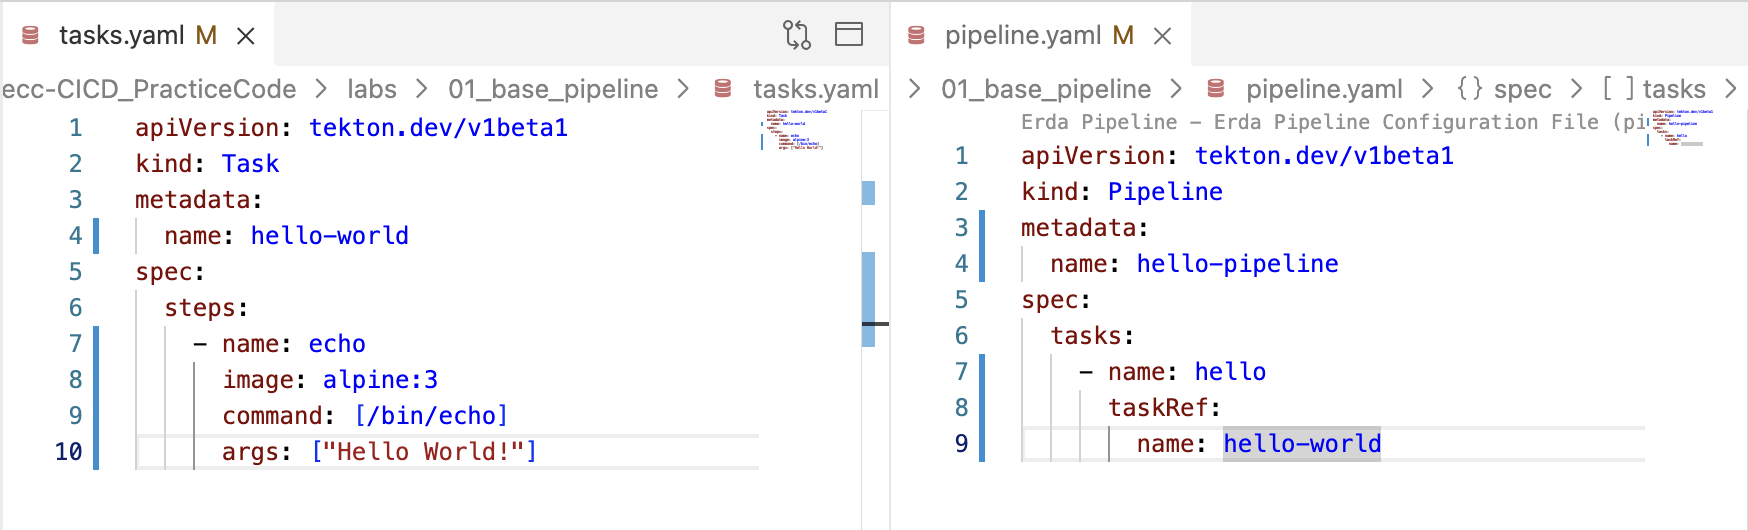 tasks.yaml M
ecc-CICD_PracticeCode > labs > 01_base_pipeline > tasks.yaml
1 apiVersion: tekton.dev/v1beta1
2 kind: Task
3 metadata:
4 name: hello-world
5 spec:
6 steps:
7 - name: echo
8 image: alpine:3
9 command: [/bin/echo]
10 args: ["Hello World!"]
pipeline.yaml M
> 01_base_pipeline > pipeline.yaml > {} spec > [ ] tasks >
Erda Pipeline - Erda Pipeline Configuration File (pi
1 apiVersion: tekton.dev/v1beta1
2 kind: Pipeline
3 metadata:
4 name: hello-pipeline
5 spec:
6 tasks:
7 - name: hello
8 taskRef:
9 name: hello-world